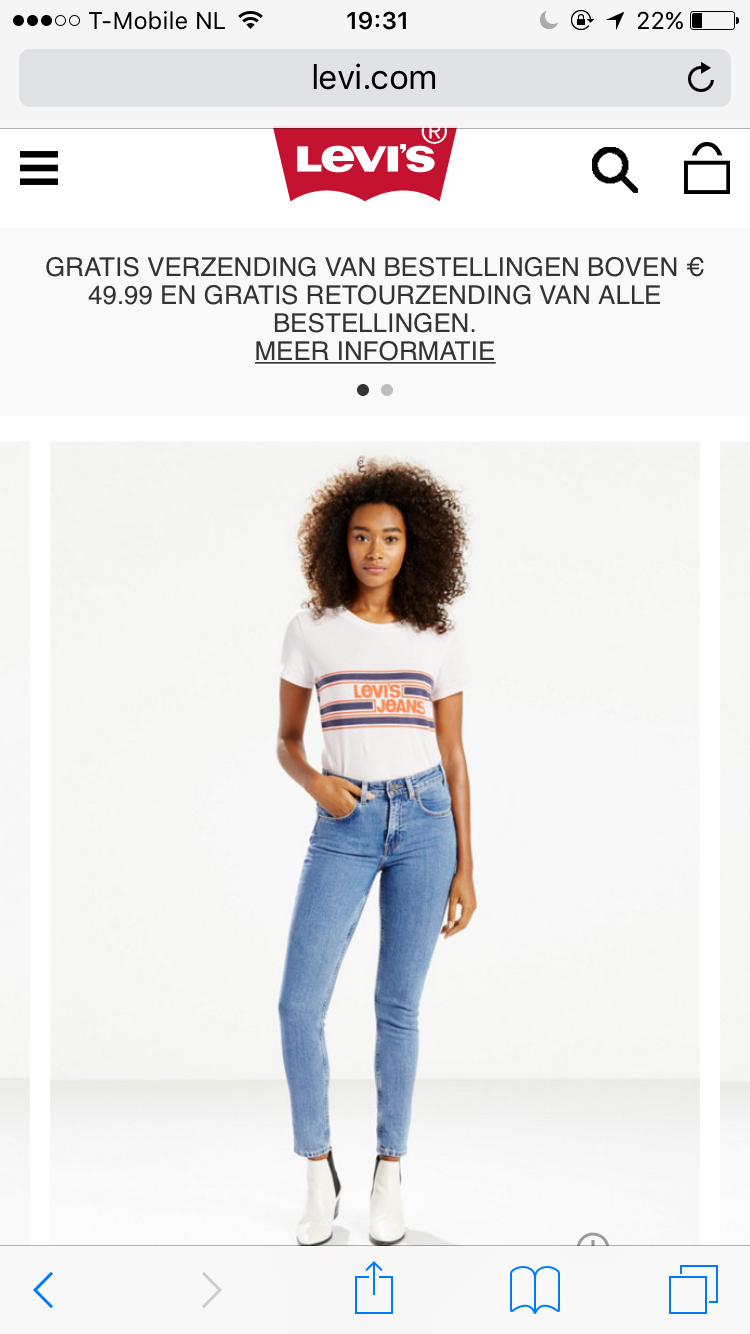 T-Mobile NL 19:31 22%
levi.com
LEVI'S ®
GRATIS VERZENDING VAN BESTELLINGEN BOVEN €
49.99 EN GRATIS RETOURZENDING VAN ALLE
BESTELLINGEN.
MEER INFORMATIE
LEVI'S
JEANS